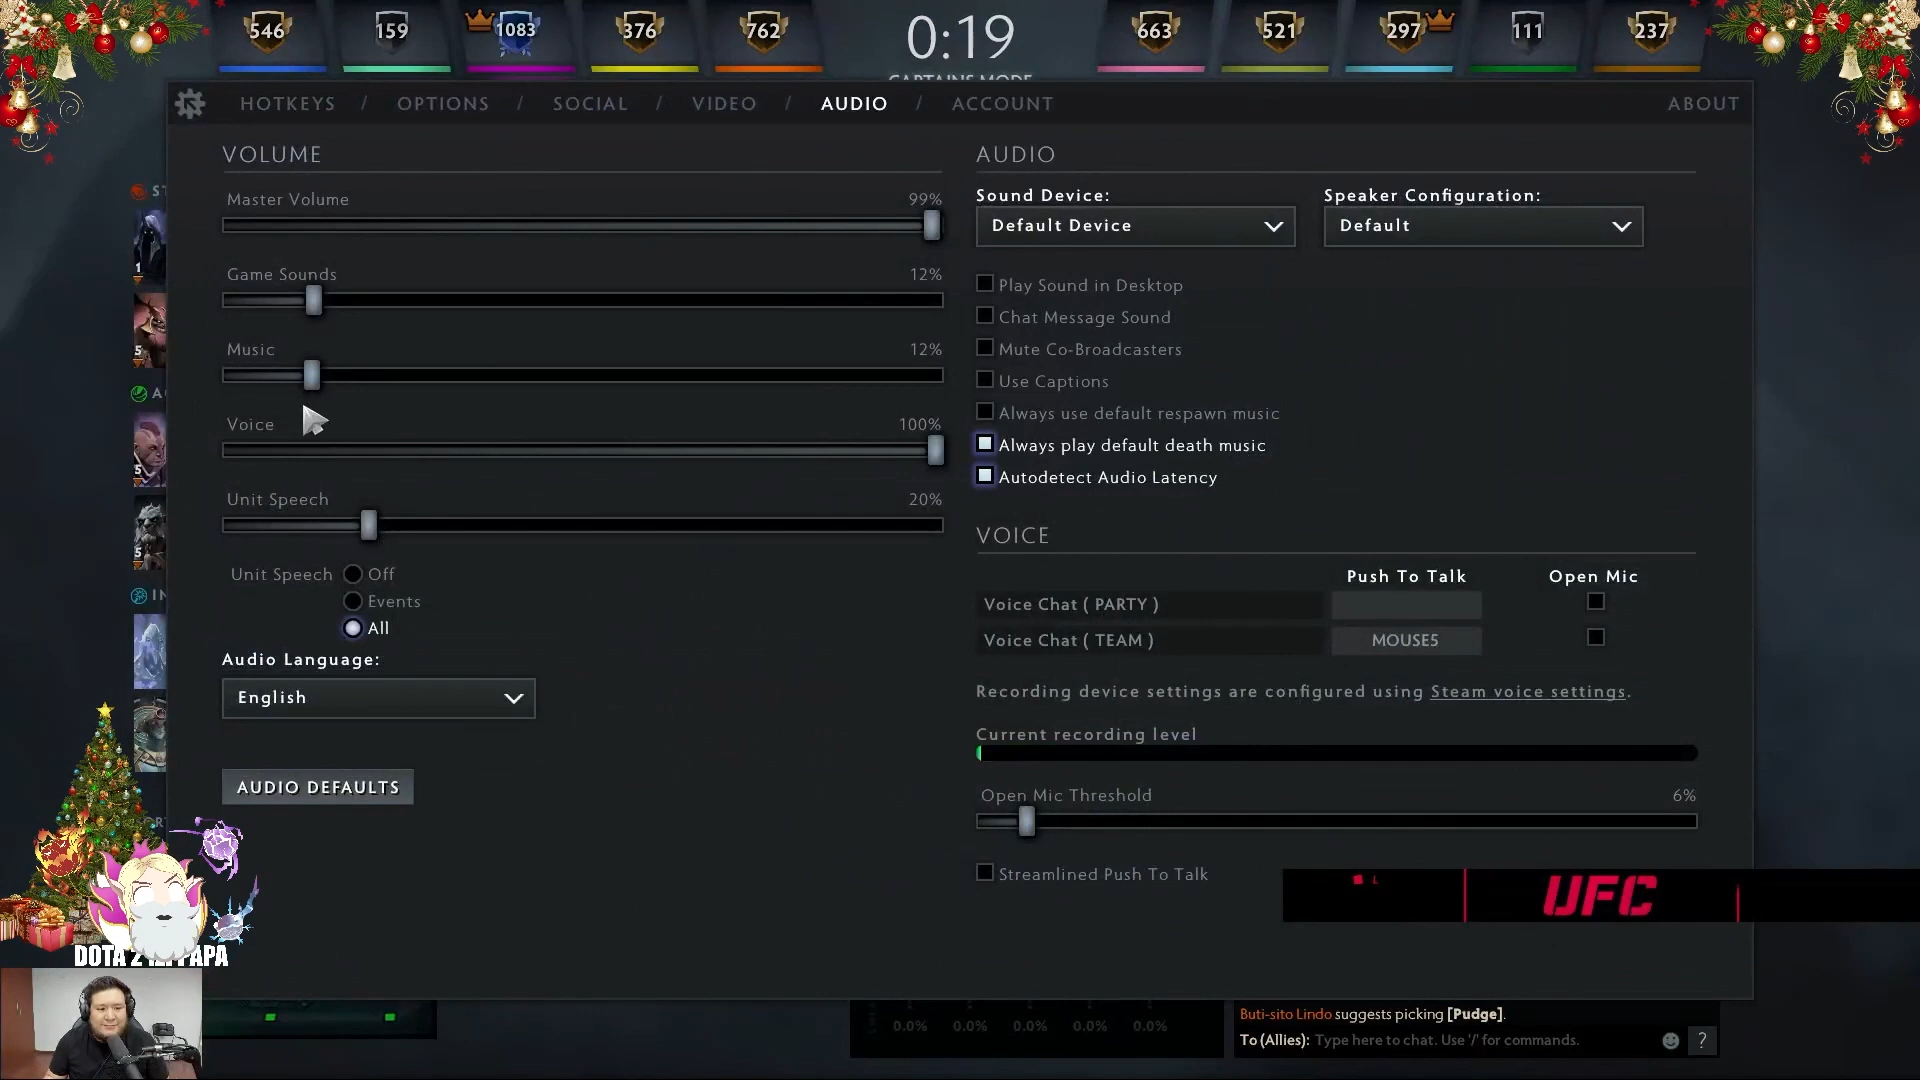 546 159 1083 376 762 0:19 663 521 297 111 237
CAPTAINS MODE
HOTKEYS / OPTIONS / SOCIAL / VIDEO / AUDIO / ACCOUNT ABOUT
VOLUME
Master Volume 99%
Game Sounds 12%
Music 12%
Voice 100%
Unit Speech 20%
Unit Speech Off
Events
All
Audio Language:
English
AUDIO DEFAULTS
AUDIO
Sound Device: Speaker Configuration:
Default Device Default
Play Sound in Desktop
Chat Message Sound
Mute Co-Broadcasters
Use Captions
Always use default respawn music
Always play default death music
Autodetect Audio Latency
VOICE
Push To Talk Open Mic
Voice Chat ( PARTY )
Voice Chat ( TEAM ) MOUSE5
Recording device settings are configured using Steam voice settings.
Current recording level
Open Mic Threshold 6%
Streamlined Push To Talk
UFC
DOTA 2
0.0% 0.0% 0.0% 0.0% 0.0%
Buti-sito Lindo suggests picking [Pudge].
To (Allies): Type here to chat. Use '/' for commands. ?